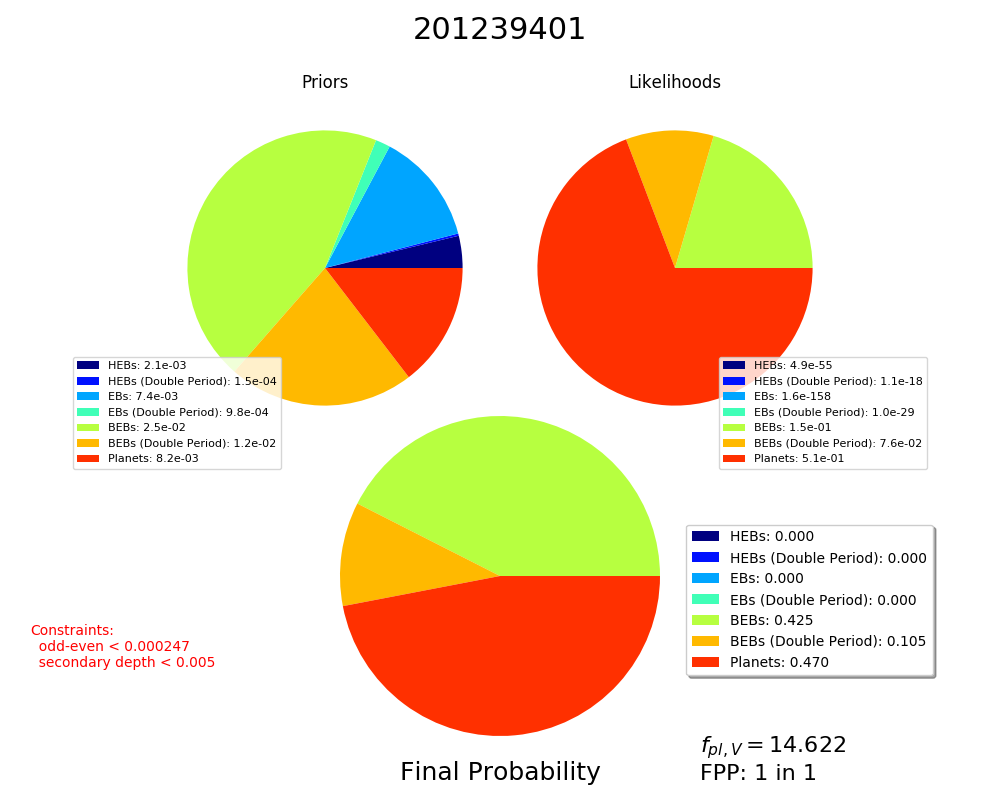 201239401
Priors
Likelihoods
HEBs: 2.1e-03
HEBs (Double Period): 1.5e-04
EBs: 7.4e-03
EBs (Double Period): 9.8e-04
BEBs: 2.5e-02
BEBs (Double Period): 1.2e-02
Planets: 8.2e-03
HEBs: 4.9e-55
HEBs (Double Period): 1.1e-18
EBs: 1.6e-158
EBs (Double Period): 1.0e-29
BEBs: 1.5e-01
BEBs (Double Period): 7.6e-02
Planets: 5.1e-01
HEBs: 0.000
HEBs (Double Period): 0.000
EBs: 0.000
EBs (Double Period): 0.000
BEBs: 0.425
BEBs (Double Period): 0.105
Planets: 0.470
Constraints:
odd-even < 0.000247
secondary depth < 0.005
f_{pl,V} = 14.622
FPP: 1 in 1
Final Probability